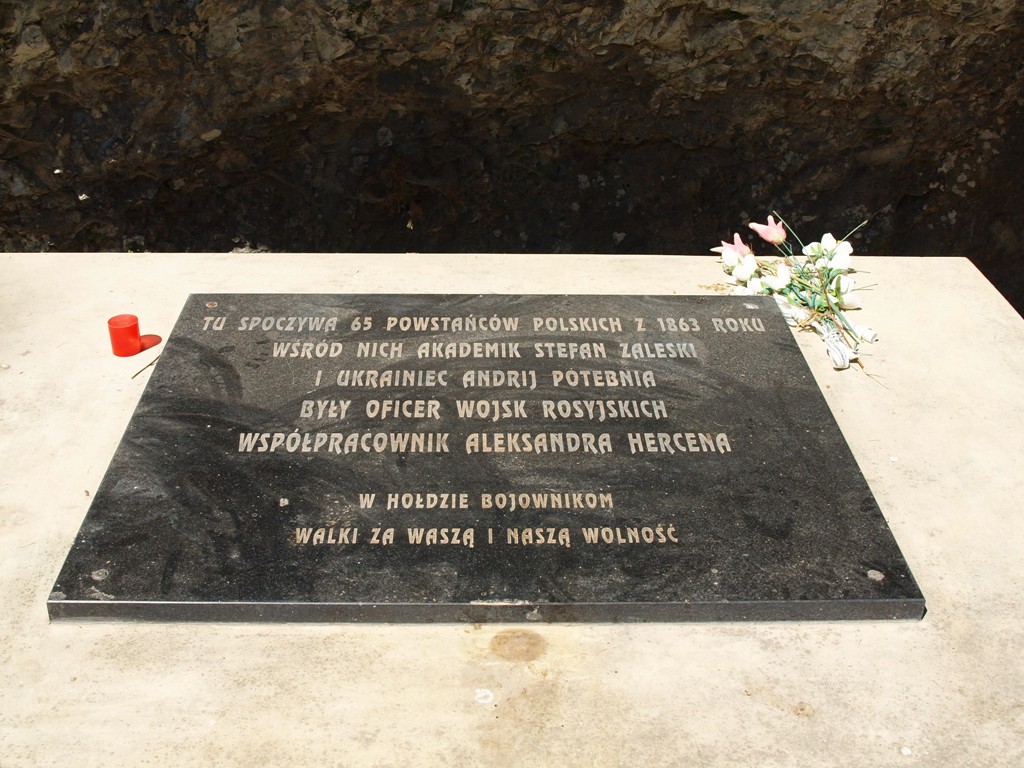 TU SPOCZYWA 65 POWSTAŃCÓW POLSKICH Z 1863 ROKU
WŚRÓD NICH AKADEMIK STEFAN ZALESKI
I UKRAINIEC ANDRIJ POTEBNIA
BYŁY OFICER WOJSK ROSYJSKICH
WSPÓŁPRACOWNIK ALEKSANDRA HERCENA
W HOŁDZIE BOJOWNIKOM
WALKI ZA WASZĄ I NASZĄ WOLNOŚĆ